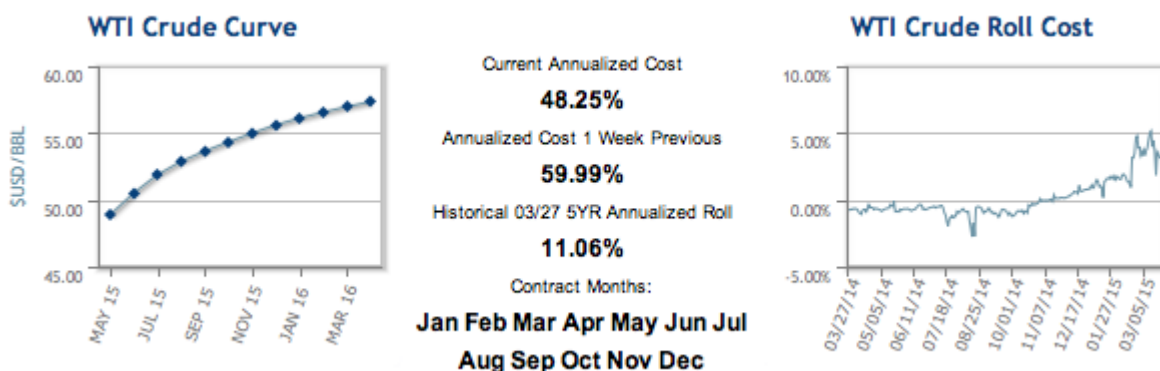 WTI Crude Curve
60.00
55.00
50.00
45.00
$USD/BBL
MAY 15
JUL 15
SEP 15
NOV 15
JAN 16
MAR 16
Current Annualized Cost
48.25%
Annualized Cost 1 Week Previous
59.99%
Historical 03/27 5YR Annualized Roll
11.06%
Contract Months:
Jan Feb Mar Apr May Jun Jul
Aug Sep Oct Nov Dec
WTI Crude Roll Cost
10.00%
5.00%
0.00%
-5.00%
03/27/14
05/05/14
06/11/14
07/18/14
08/25/14
10/01/14
11/07/14
12/17/14
01/27/15
03/05/15